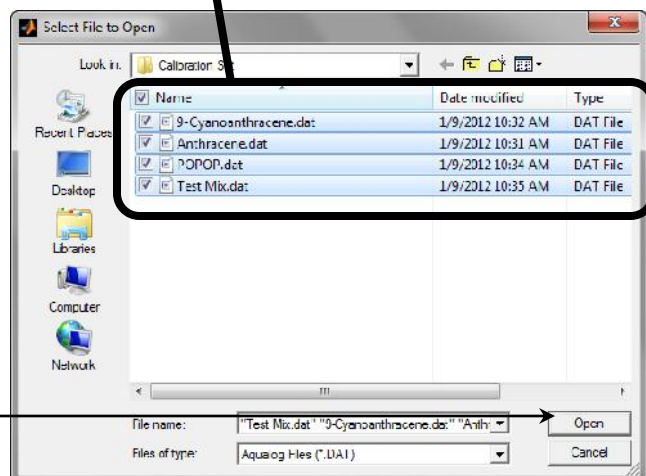 Select File to Open
Look in:
Calibration Set
Name Date modified Type
9-Cyanoanthracene.dat 1/9/2012 10:32 AM DAT File
Anthracene.dat 1/9/2012 10:31 AM DAT File
POPOP.dat 1/9/2012 10:34 AM DAT File
Test Mix.dat 1/9/2012 10:35 AM DAT File
Recent Places
Desktop
Libraries
Computer
Network
File name: "Test Mix.dat" "9-Cyanoanthracene.dat" "Anthr
Open
Files of type: Aqualog Files (*.DAT)
Cancel